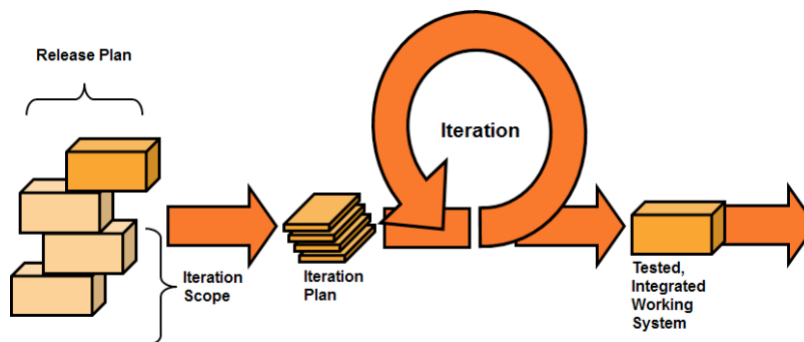 Release Plan
Iteration
Iteration
Scope
Iteration
Plan
Tested,
Integrated
Working
System